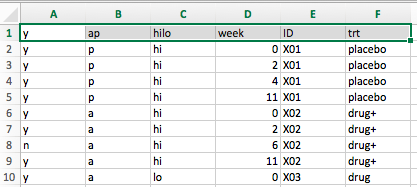 A B C D E F
1 y ap hilo week ID trt
2 y p hi 0 X01 placebo
3 y p hi 2 X01 placebo
4 y p hi 4 X01 placebo
5 y p hi 11 X01 placebo
6 y a hi 0 X02 drug+
7 y a hi 2 X02 drug+
8 n a hi 6 X02 drug+
9 y a hi 11 X02 drug+
10 y a lo 0 X03 drug